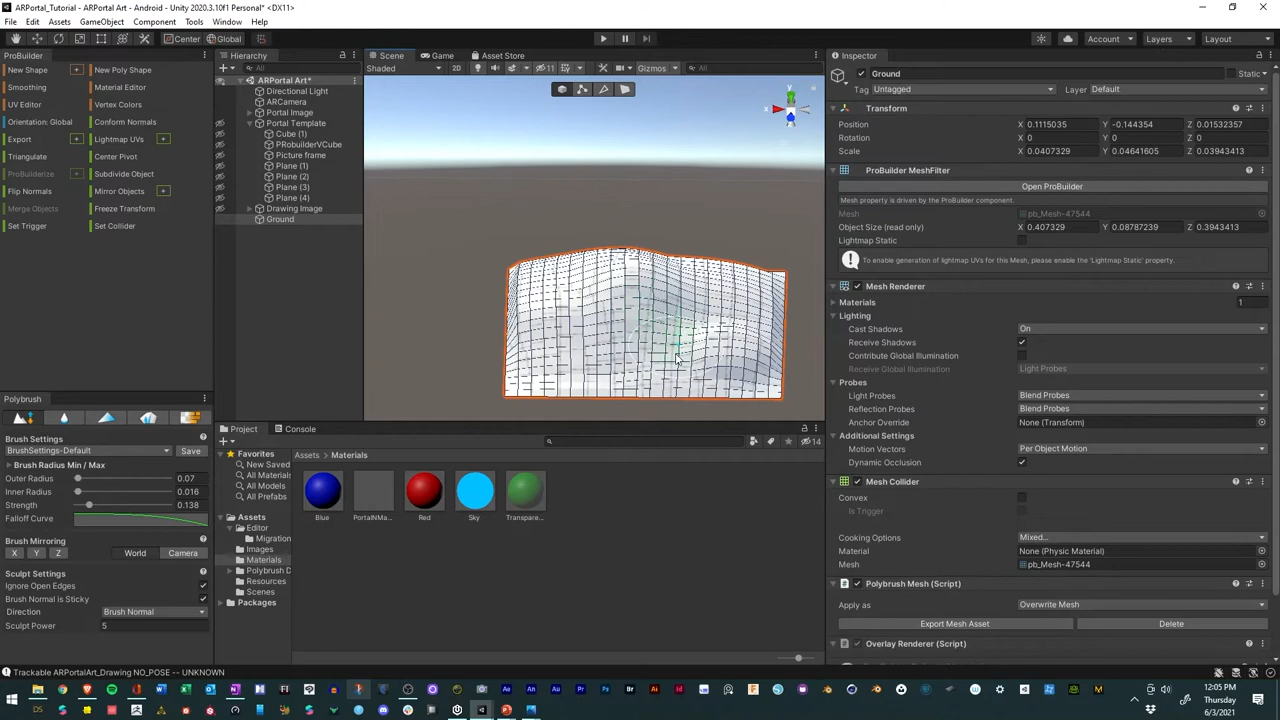 ARPortal_Tutorial - ARPortal Art - Android - Unity 2020.3.10f1 Personal* <DX11>
File Edit Assets GameObject Component Tools Window Help
Center Global Account Layers Layout
ProBuilder
New Shape New Poly Shape
Smoothing Material Editor
UV Editor Vertex Colors
Orientation: Global Conform Normals
Export Lightmap UVs
Triangulate Center Pivot
ProBuilderize Subdivide Object
Flip Normals Mirror Objects
Merge Objects Freeze Transform
Set Trigger Set Collider
Hierarchy
All
ARPortal Art*
Directional Light
ARCamera
Portal Image
Portal Template
Cube (1)
PRobuilderVCube
Picture frame
Plane (1)
Plane (2)
Plane (3)
Plane (4)
Drawing Image
Ground
Scene Game Asset Store
Shaded 2D 11 Gizmos All
y
x
Inspector
Ground Static
Tag Untagged Layer Default
Transform
Position X 0.1115035 Y -0.144354 Z 0.01532357
Rotation X 0 Y 0 Z 0
Scale X 0.0407329 Y 0.04641605 Z 0.03943413
ProBuilder MeshFilter
Open ProBuilder
Mesh property is driven by the ProBuilder component.
Mesh pb_Mesh-47544
Object Size (read only) X 0.407329 Y 0.08787239 Z 0.3943413
Lightmap Static
To enable generation of lightmap UVs for this Mesh, please enable the 'Lightmap Static' property.
Mesh Renderer
Materials 1
Lighting
Cast Shadows On
Receive Shadows
Contribute Global Illumination
Receive Global Illumination Light Probes
Probes
Light Probes Blend Probes
Reflection Probes Blend Probes
Anchor Override None (Transform)
Additional Settings
Motion Vectors Per Object Motion
Dynamic Occlusion
Mesh Collider
Convex
Is Trigger
Cooking Options Mixed...
Material None (Physic Material)
Mesh pb_Mesh-47544
Polybrush Mesh (Script)
Apply as Overwrite Mesh
Export Mesh Asset Delete
Overlay Renderer (Script)
Polybrush
Brush Settings
BrushSettings-Default Save
Brush Radius Min / Max
Outer Radius 0.07
Inner Radius 0.016
Strength 0.138
Falloff Curve
Brush Mirroring
X Y Z World Camera
Sculpt Settings
Ignore Open Edges
Brush Normal is Sticky
Direction Brush Normal
Sculpt Power 5
Project Console
14
Favorites
New Saved
All Materials
All Models
All Prefabs
Assets
Editor
Migration
Images
Materials
Polybrush D
Resources
Scenes
Packages
Assets Materials
Blue PortalNMa... Red Sky Transpare...
Trackable ARPortalArt_Drawing NO_POSE -- UNKNOWN
12:05 PM
Thursday
6/3/2021